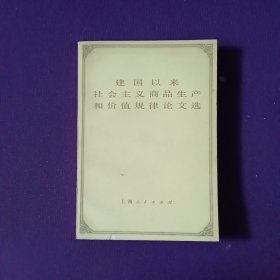 建国以来
社会主义商品生产
和价值规律论文选
上海人民出版社